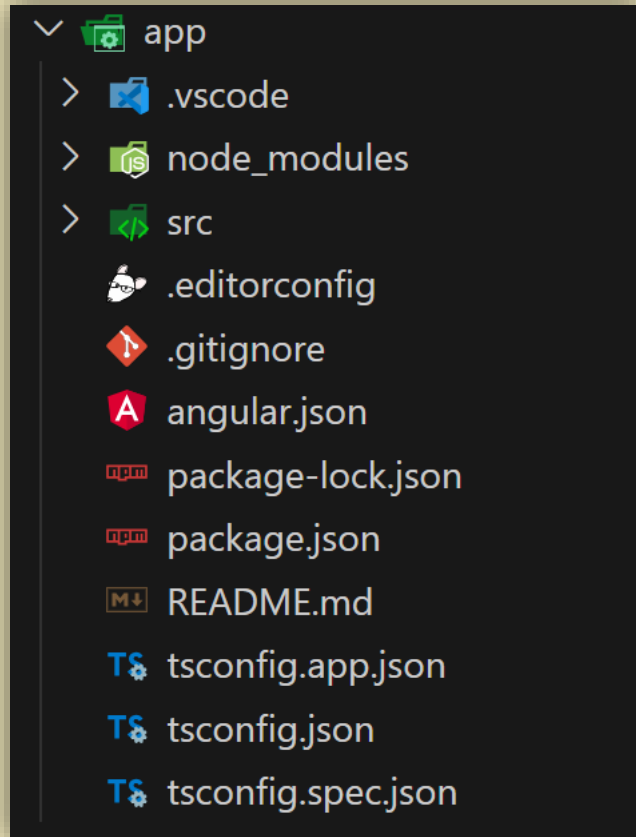 app
.vscode
node_modules
src
.editorconfig
.gitignore
angular.json
package-lock.json
package.json
README.md
tsconfig.app.json
tsconfig.json
tsconfig.spec.json